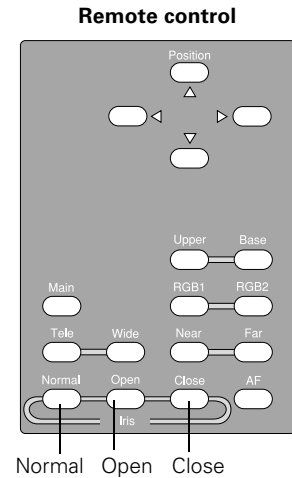 Remote control
Position
Upper Base
Main RGB1 RGB2
Tele Wide Near Far
Normal Open Close AF
Iris
Normal Open Close